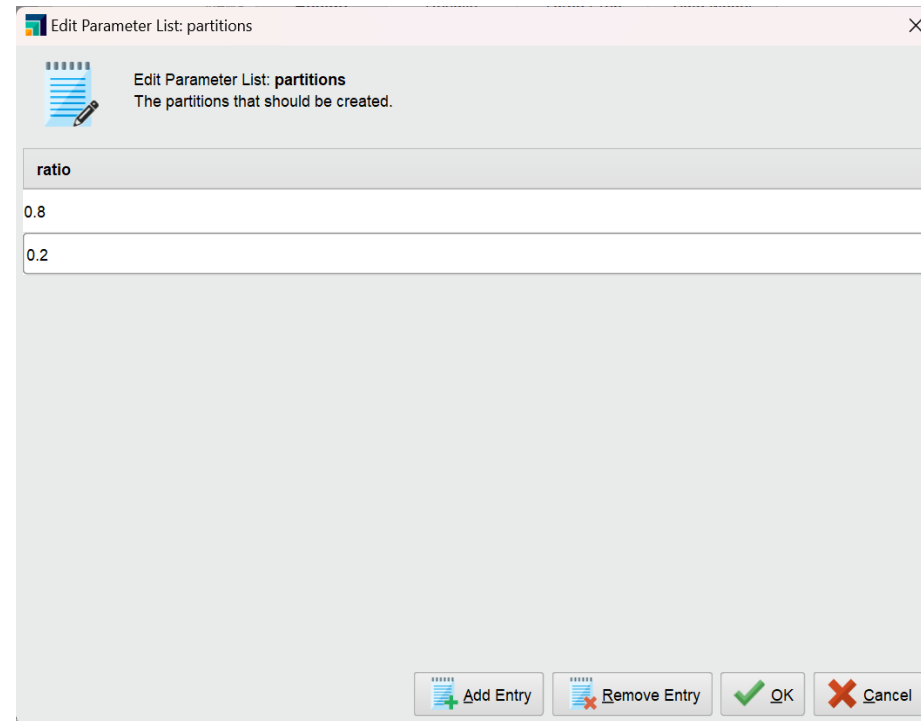 Edit Parameter List: partitions
Edit Parameter List: partitions
The partitions that should be created.
ratio
0.8
0.2
Add Entry Remove Entry OK Cancel